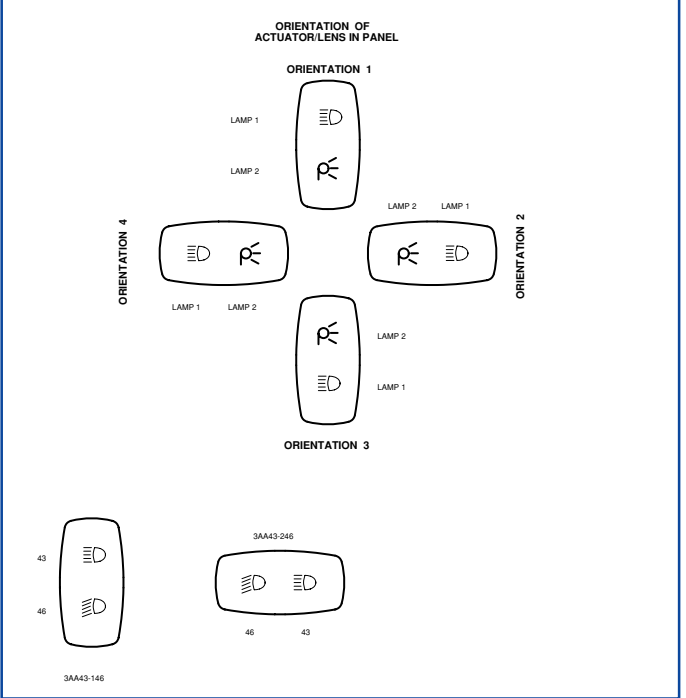 ORIENTATION OF
ACTUATOR/LENS IN PANEL
ORIENTATION 1
LAMP 1
LAMP 2
LAMP 2 LAMP 1
ORIENTATION 4
ORIENTATION 2
LAMP 1 LAMP 2
LAMP 2
LAMP 1
ORIENTATION 3
43
46
3AA43-146
3AA43-246
46 43